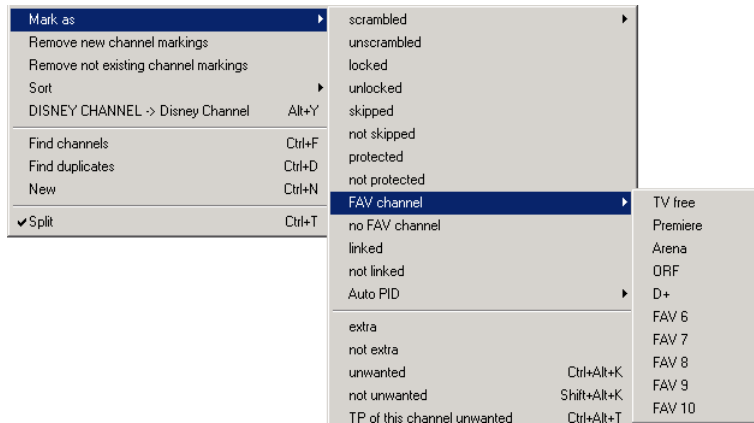 Mark as
Remove new channel markings
Remove not existing channel markings
Sort
DISNEY CHANNEL -> Disney Channel Alt+Y
Find channels Ctrl+F
Find duplicates Ctrl+D
New Ctrl+N
Split Ctrl+T
scrambled
unscrambled
locked
unlocked
skipped
not skipped
protected
not protected
FAV channel
no FAV channel
linked
not linked
Auto PID
extra
not extra
unwanted Ctrl+Alt+K
not unwanted Shift+Alt+K
TP of this channel unwanted Ctrl+Alt+T
TV free
Premiere
Arena
ORF
D+
FAV 6
FAV 7
FAV 8
FAV 9
FAV 10